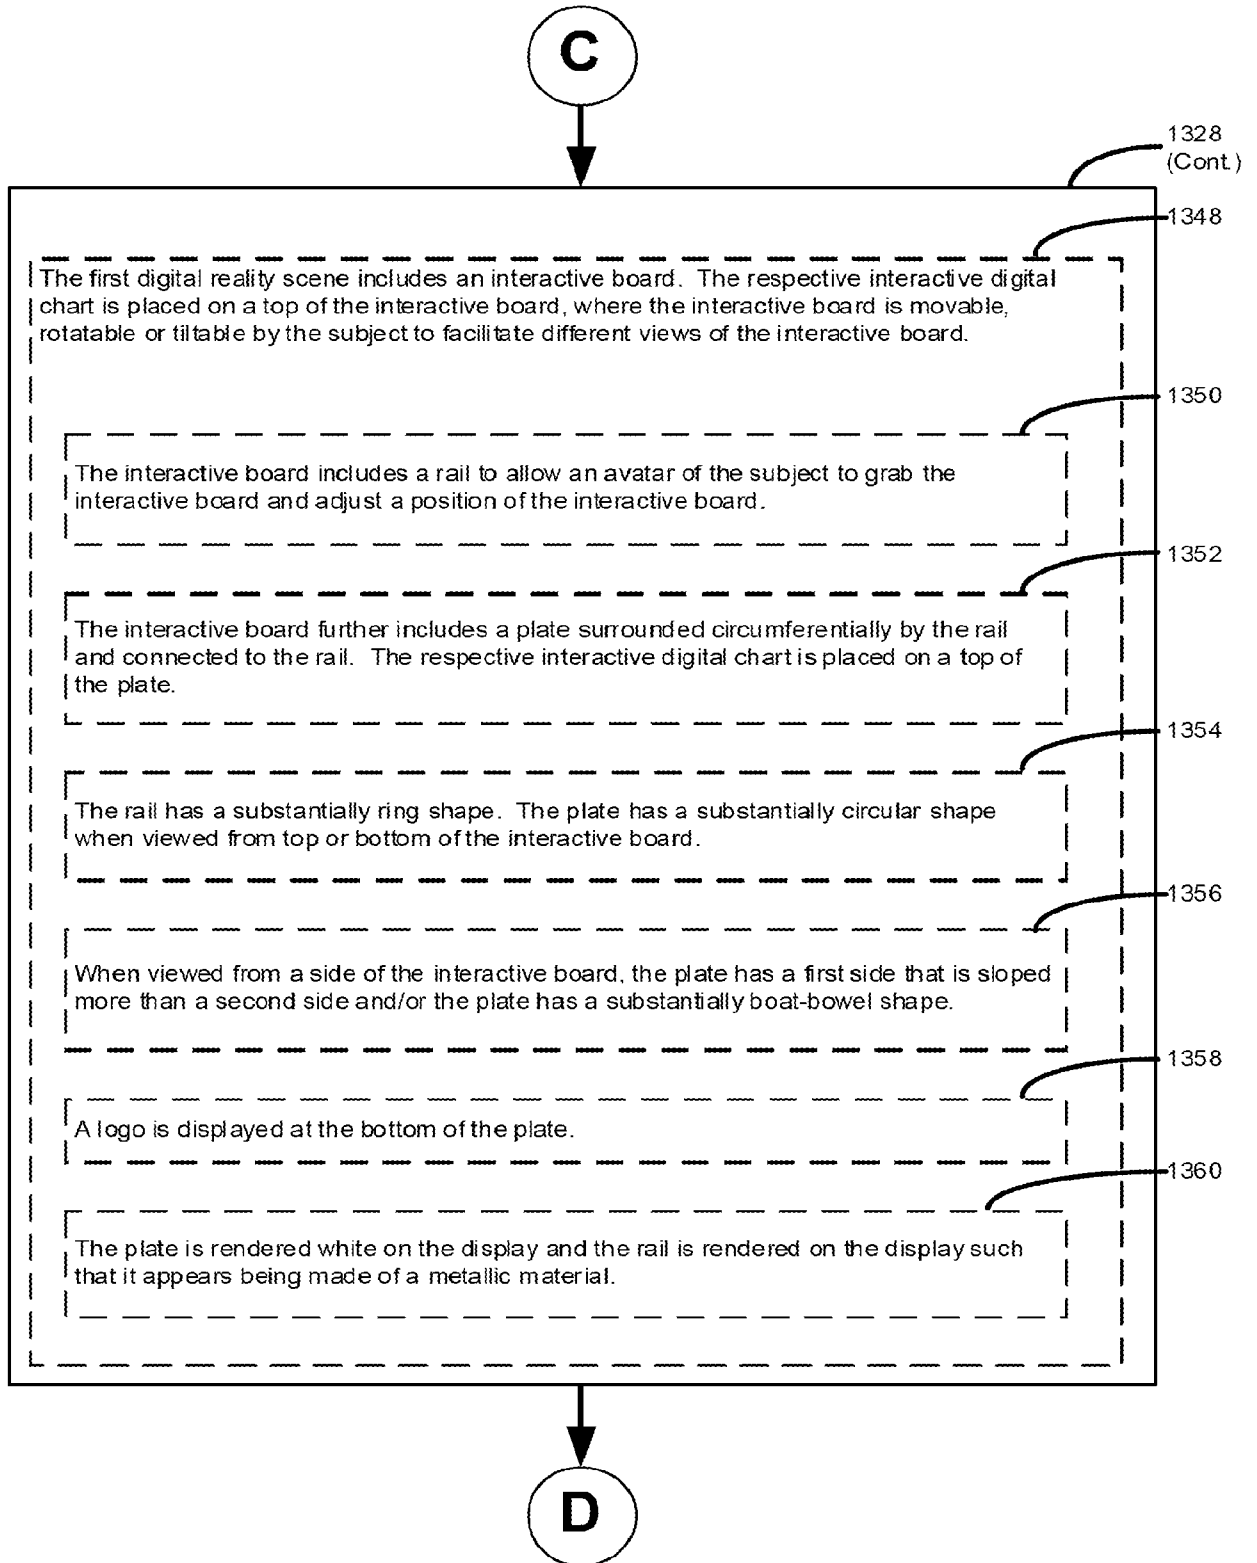 C
1328
(Cont.)
1348
The first digital reality scene includes an interactive board.  The respective interactive digital
chart is placed on a top of the interactive board, where the interactive board is movable,
rotatable or tiltable by the subject to facilitate different views of the interactive board.
1350
The interactive board includes a rail to allow an avatar of the subject to grab the
interactive board and adjust a position of the interactive board.
1352
The interactive board further includes a plate surrounded circumferentially by the rail
and connected to the rail.  The respective interactive digital chart is placed on a top of
the plate.
1354
The rail has a substantially ring shape.  The plate has a substantially circular shape
when viewed from top or bottom of the interactive board.
1356
When viewed from a side of the interactive board, the plate has a first side that is sloped
more than a second side and/or the plate has a substantially boat-bowel shape.
1358
A logo is displayed at the bottom of the plate.
1360
The plate is rendered white on the display and the rail is rendered on the display such
that it appears being made of a metallic material.
D